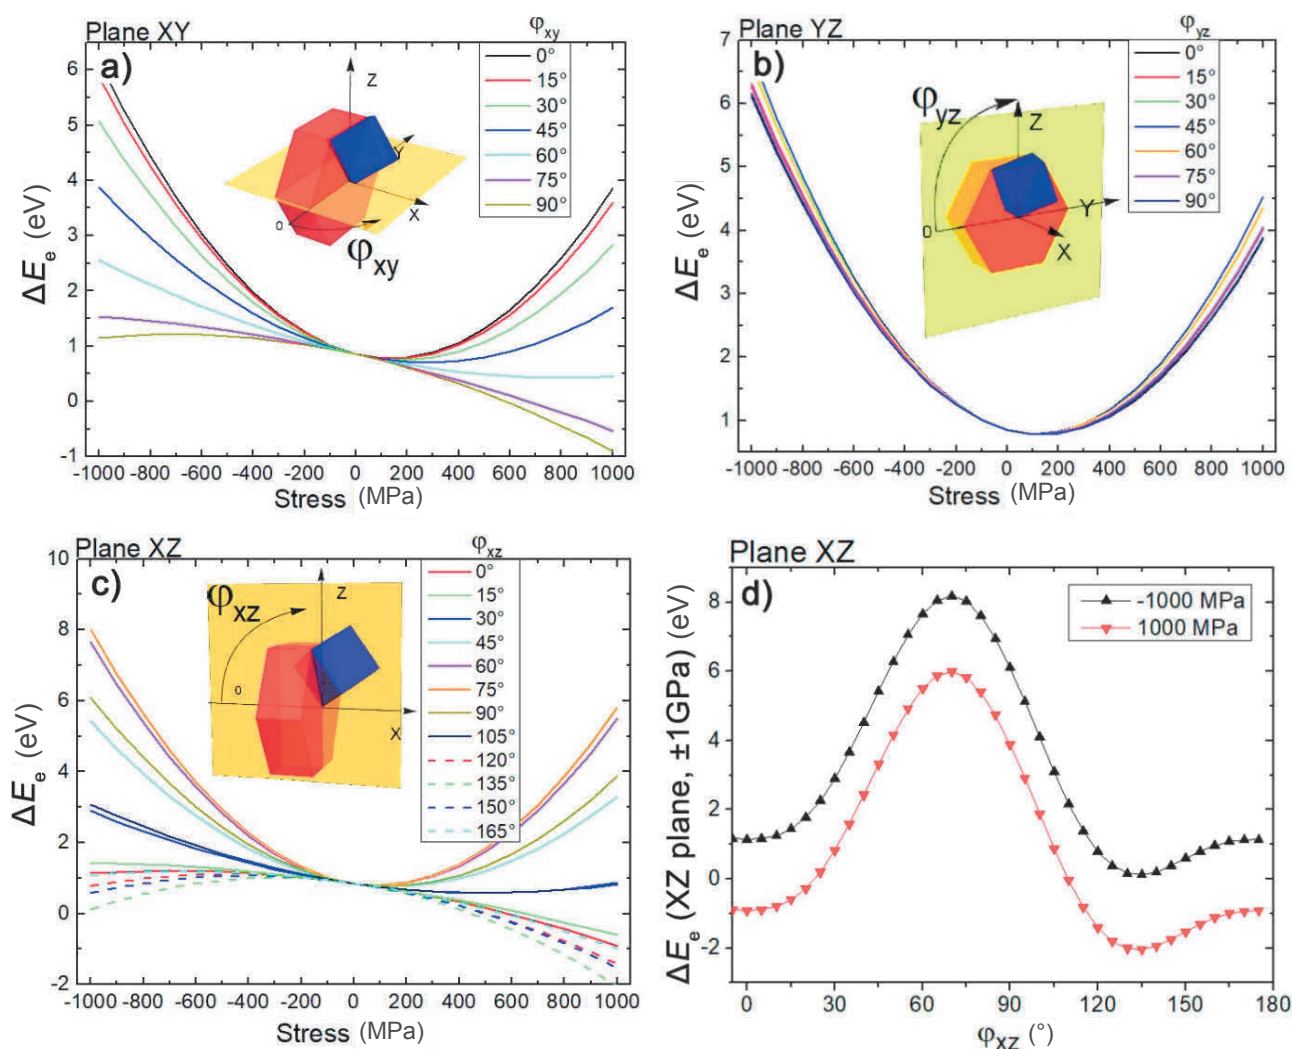 Plane XY
a)
φxy
0°
15°
30°
45°
60°
75°
90°
Z
Y
X
0
φxy
ΔEe (eV)
6
5
4
3
2
1
0
-1
-1000 -800 -600 -400 -200 0 200 400 600 800 1000
Stress (MPa)
Plane YZ
b)
φyz
0°
15°
30°
45°
60°
75°
90°
φyz
Z
Y
X
0
ΔEe (eV)
7
6
5
4
3
2
1
-1000 -800 -600 -400 -200 0 200 400 600 800 1000
Stress (MPa)
Plane XZ
c)
φxz
0°
15°
30°
45°
60°
75°
90°
105°
120°
135°
150°
165°
φxz
Z
X
0
ΔEe (eV)
10
8
6
4
2
0
-2
-1000 -800 -600 -400 -200 0 200 400 600 800 1000
Stress (MPa)
Plane XZ
d)
-1000 MPa
1000 MPa
ΔEe (XZ plane, ±1GPa) (eV)
8
6
4
2
0
-2
0 30 60 90 120 150 180
φXZ (°)